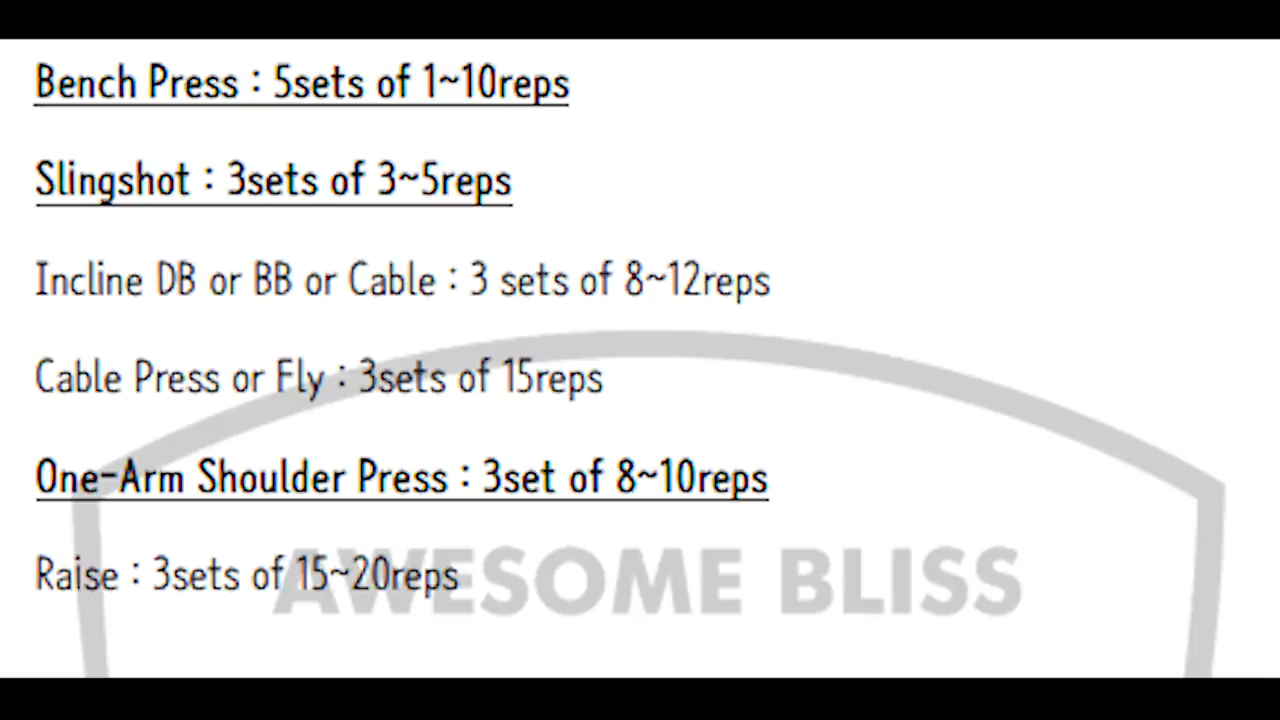 Bench Press : 5sets of 1~10reps
Slingshot : 3sets of 3~5reps
Incline DB or BB or Cable : 3 sets of 8~12reps
Cable Press or Fly : 3sets of 15reps
One-Arm Shoulder Press : 3set of 8~10reps
Raise : 3sets of 15~20reps
AWESOME BLISS